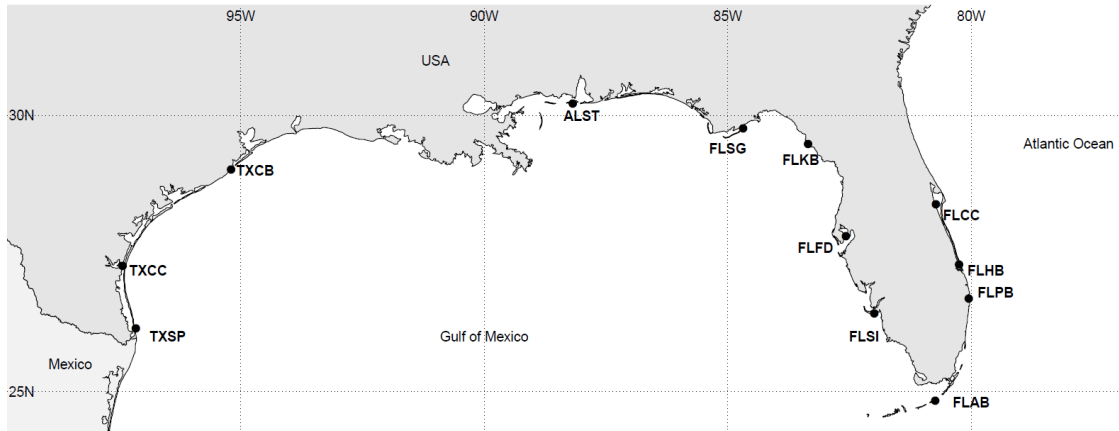 95W
90W
85W
80W
USA
30N
ALST
FLSG
FLKB
Atlantic Ocean
TXCB
FLCC
FLFD
TXCC
FLHB
FLPB
TXSP
FLSI
Gulf of Mexico
Mexico
25N
FLAB